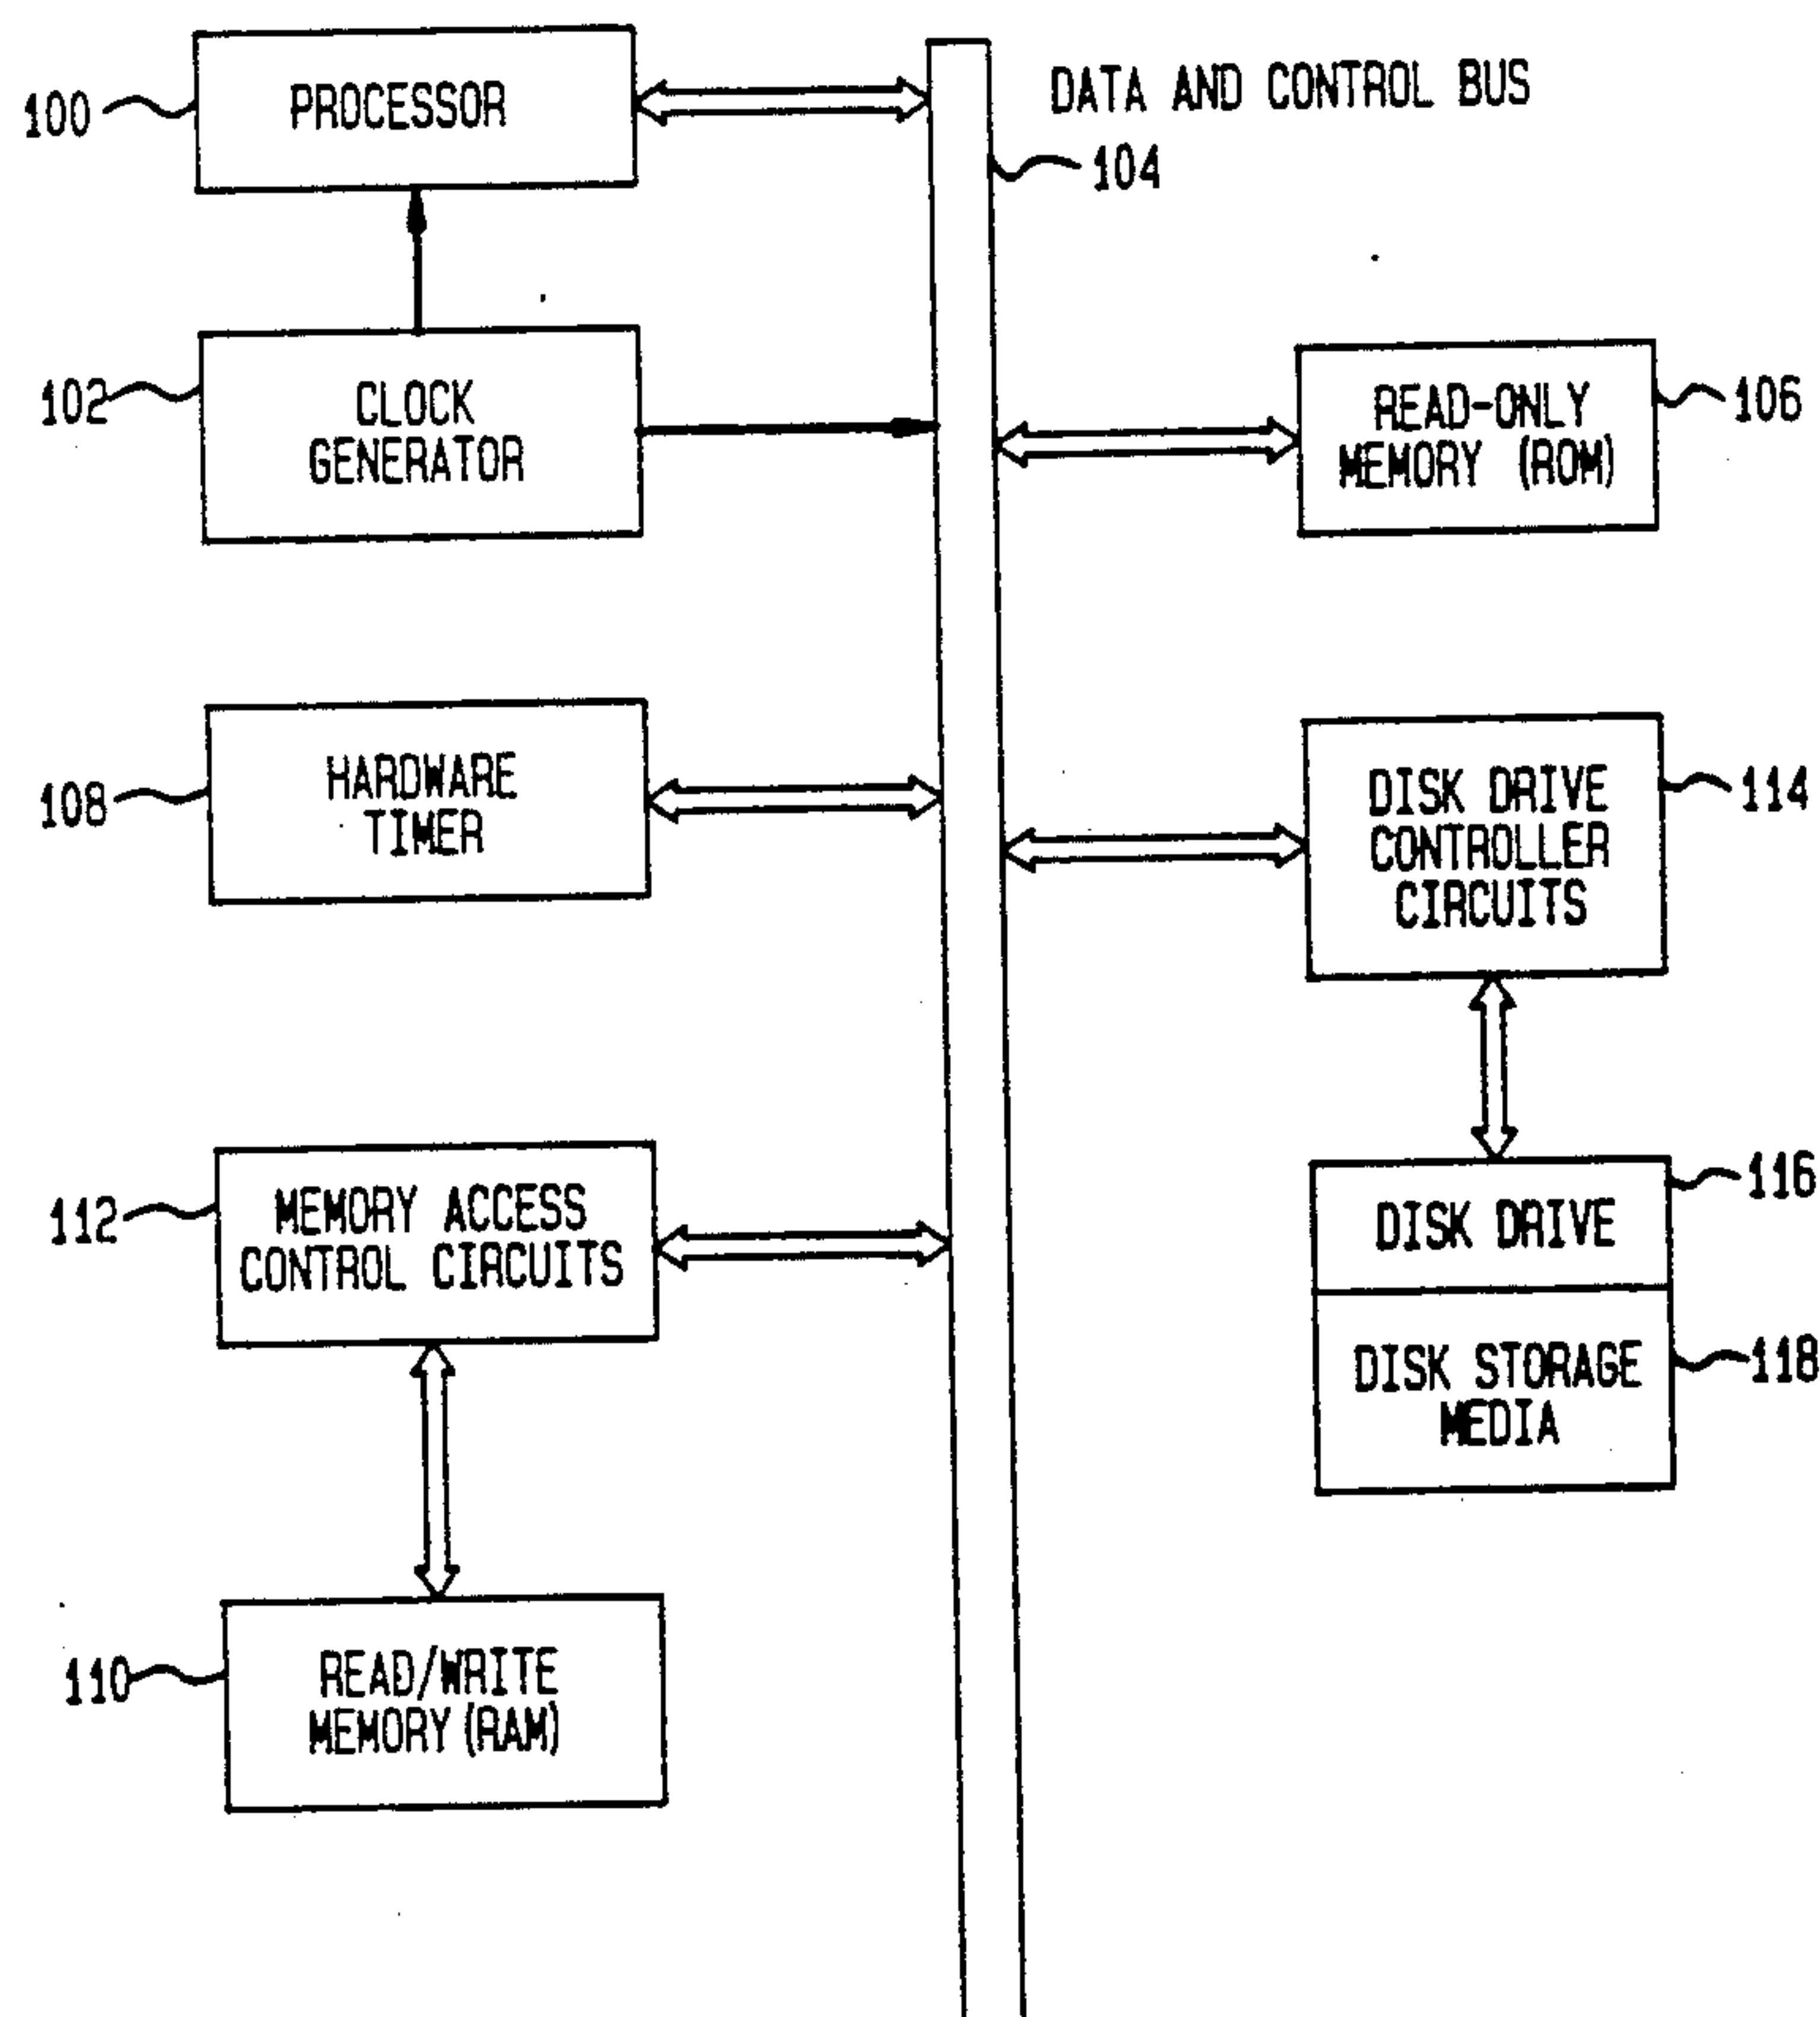 100
PROCESSOR
DATA AND CONTROL BUS
104
102
CLOCK
GENERATOR
READ-ONLY
MEMORY (ROM)
106
108
HARDWARE
TIMER
DISK DRIVE
CONTROLLER
CIRCUITS
114
112
MEMORY ACCESS
CONTROL CIRCUITS
DISK DRIVE
116
DISK STORAGE
MEDIA
118
110
READ/WRITE
MEMORY (RAM)